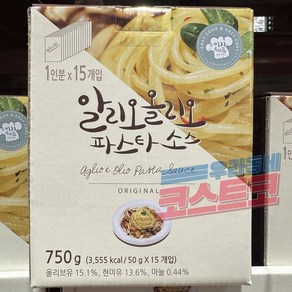 1인분 x 15개입
알리오올리오
파스타 소스
Aglio e Olio Pasta Sauce
ORIGINAL
우리동네
코스트코
750g (3,555 kcal / 50 g X 15 개입)
올리브유 15.1%, 현미유 13.6%, 마늘 0.44%